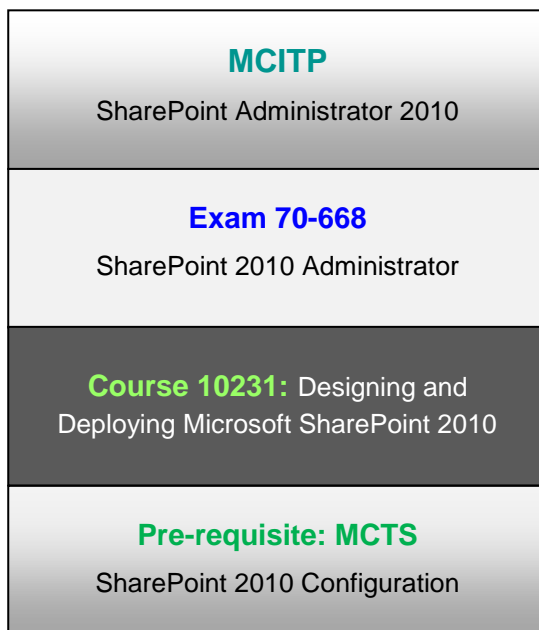 MCITP
SharePoint Administrator 2010
Exam 70-668
SharePoint 2010 Administrator
Course 10231: Designing and
Deploying Microsoft SharePoint 2010
Pre-requisite: MCTS
SharePoint 2010 Configuration